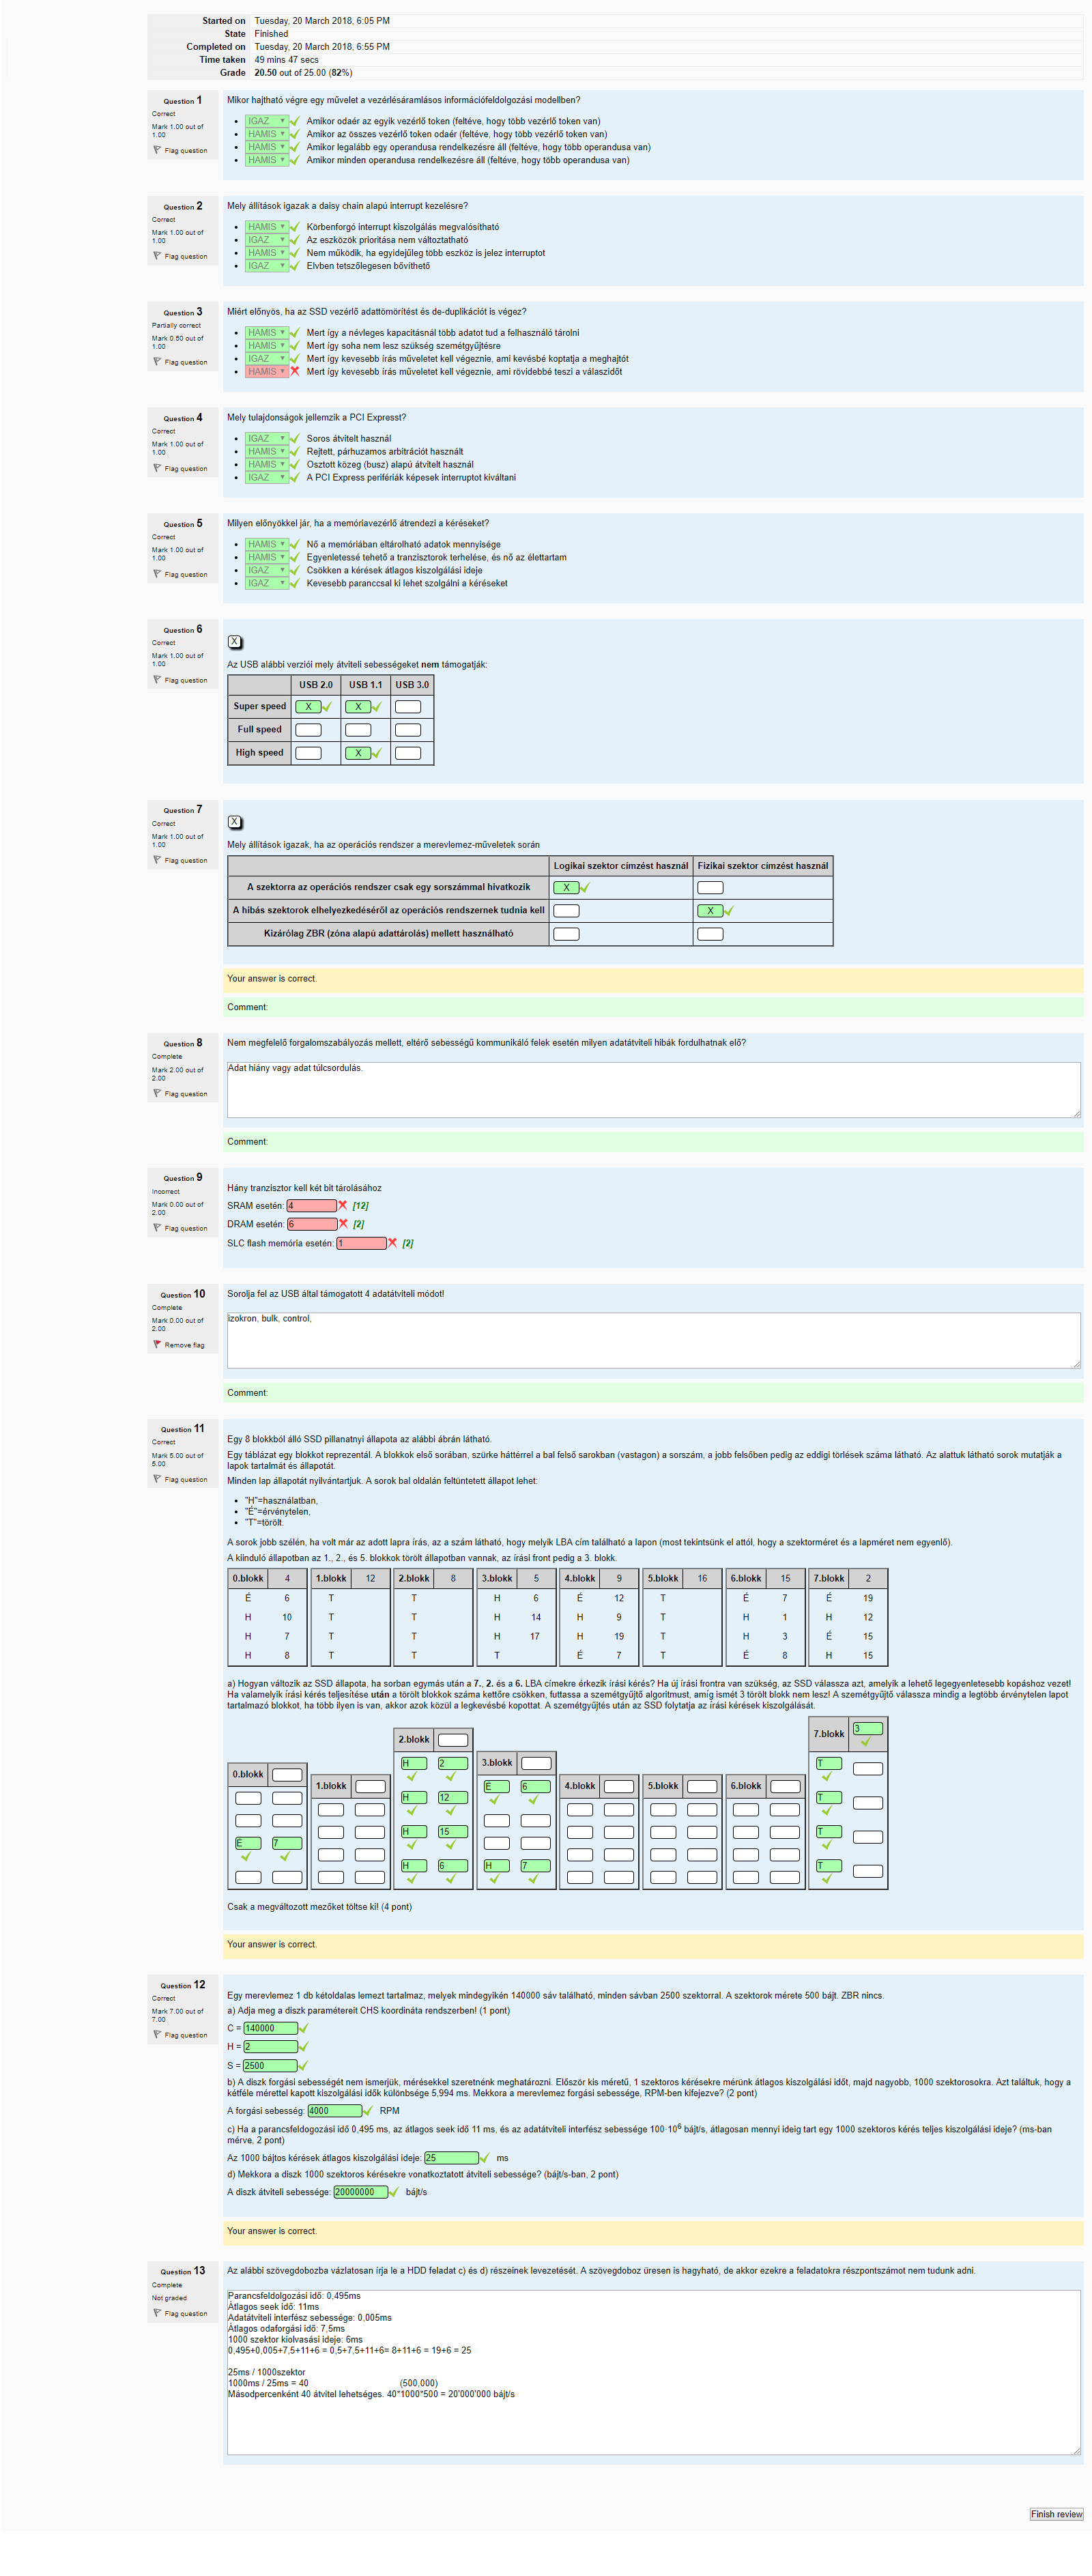 Started on Tuesday, 20 March 2018, 6:05 PM
State Finished
Completed on Tuesday, 20 March 2018, 6:55 PM
Time taken 49 mins 47 secs
Grade 20.50 out of 25.00 (82%)
Question 1
Correct
Mark 1.00 out of
1.00
Flag question
Mikor hajtható végre egy művelet a vezérlésáramlásos információfeldolgozási modellben?
IGAZ Amikor odaér az egyik vezérlő token (feltéve, hogy több vezérlő token van)
HAMIS Amikor az összes vezérlő token odaér (feltéve, hogy több vezérlő token van)
HAMIS Amikor legalább egy operandusa rendelkezésre áll (feltéve, hogy több operandusa van)
HAMIS Amikor minden operandusa rendelkezésre áll (feltéve, hogy több operandusa van)
Question 2
Correct
Mark 1.00 out of
1.00
Flag question
Mely állítások igazak a daisy chain alapú interrupt kezelésre?
HAMIS Körbenforgó interrupt kiszolgálás megvalósítható
IGAZ Az eszközök prioritása nem változtatható
HAMIS Nem működik, ha egyidejűleg több eszköz is jelez interruptot
IGAZ Elvben tetszőlegesen bővíthető
Question 3
Partially correct
Mark 0.50 out of
1.00
Flag question
Miért előnyös, ha az SSD vezérlő adattömörítést és de-duplikációt is végez?
HAMIS Mert így a névleges kapacitásnál több adatot tud a felhasználó tárolni
HAMIS Mert így soha nem lesz szükség szemétgyűjtésre
IGAZ Mert így kevesebb írás műveletet kell végeznie, ami kevésbé koptatja a meghajtót
HAMIS Mert így kevesebb írás műveletet kell végeznie, ami rövidebbé teszi a válaszidőt
Question 4
Correct
Mark 1.00 out of
1.00
Flag question
Mely tulajdonságok jellemzik a PCI Expresst?
IGAZ Soros átvitelt használ
HAMIS Rejtett, párhuzamos arbitrációt használt
HAMIS Osztott közeg (busz) alapú átvitelt használ
IGAZ A PCI Express perifériák képesek interruptot kiváltani
Question 5
Correct
Mark 1.00 out of
1.00
Flag question
Milyen előnyökkel jár, ha a memóriavezérlő átrendezi a kéréseket?
HAMIS Nő a memóriában eltárolható adatok mennyisége
HAMIS Egyenletessé tehető a tranzisztorok terhelése, és nő az élettartam
IGAZ Csökken a kérések átlagos kiszolgálási ideje
IGAZ Kevesebb paranccsal ki lehet szolgálni a kéréseket
Question 6
Correct
Mark 1.00 out of
1.00
Flag question
X
Az USB alábbi verziói mely átviteli sebességeket nem támogatják:
USB 2.0 USB 1.1 USB 3.0
Super speed X X
Full speed
High speed X
Question 7
Correct
Mark 1.00 out of
1.00
Flag question
X
Mely állítások igazak, ha az operációs rendszer a merevlemez-műveletek során
Logikai szektor címzést használ Fizikai szektor címzést használ
A szektorra az operációs rendszer csak egy sorszámmal hivatkozik X
A hibás szektorok elhelyezkedéséről az operációs rendszernek tudnia kell X
Kizárólag ZBR (zóna alapú adattárolás) mellett használható
Your answer is correct.
Comment:
Question 8
Complete
Mark 2.00 out of
2.00
Flag question
Nem megfelelő forgalomszabályozás mellett, eltérő sebességű kommunikáló felek esetén milyen adatátviteli hibák fordulhatnak elő?
Adat hiány vagy adat túlcsordulás.
Comment:
Question 9
Incorrect
Mark 0.00 out of
2.00
Flag question
Hány tranzisztor kell két bit tárolásához
SRAM esetén: 4 [12]
DRAM esetén: 6 [2]
SLC flash memória esetén: 1 [2]
Question 10
Complete
Mark 0.00 out of
2.00
Remove flag
Sorolja fel az USB által támogatott 4 adatátviteli módot!
izokron, bulk, control,
Comment:
Question 11
Correct
Mark 5.00 out of
5.00
Flag question
Egy 8 blokkból álló SSD pillanatnyi állapota az alábbi ábrán látható.
Egy táblázat egy blokkot reprezentál. A blokkok első sorában, szürke háttérrel a bal felső sarokban (vastagon) a sorszám, a jobb felsőben pedig az eddigi törlések száma látható. Az alattuk látható sorok mutatják a
lapok tartalmát és állapotát.
Minden lap állapotát nyilvántartjuk. A sorok bal oldalán feltüntetett állapot lehet:
"H"=használatban,
"É"=érvénytelen,
"T"=törölt.
A sorok jobb szélén, ha volt már az adott lapra írás, az a szám látható, hogy melyik LBA cím található a lapon (most tekintsünk el attól, hogy a szektorméret és a lapméret nem egyenlő).
A kiinduló állapotban az 1., 2., és 5. blokkok törölt állapotban vannak, az írási front pedig a 3. blokk.
0.blokk 4 1.blokk 12 2.blokk 8 3.blokk 5 4.blokk 9 5.blokk 16 6.blokk 15 7.blokk 2
É 6 T T H 6 É 12 T É 7 É 19
H 10 T T H 14 H 9 T H 1 H 12
H 7 T T H 17 H 19 T H 3 É 15
H 8 T T T É 7 T É 8 H 15
a) Hogyan változik az SSD állapota, ha sorban egymás után a 7., 2. és a 6. LBA címekre érkezik írási kérés? Ha új írási frontra van szükség, az SSD válassza azt, amelyik a lehető legegyenletesebb kopáshoz vezet!
Ha valamelyik írási kérés teljesítése után a törölt blokkok száma kettőre csökken, futtassa a szemétgyűjtő algoritmust, amíg ismét 3 törölt blokk nem lesz! A szemétgyűjtő válassza mindig a legtöbb érvénytelen lapot
tartalmazó blokkot, ha több ilyen is van, akkor azok közül a legkevésbé kopottat. A szemétgyűjtés után az SSD folytatja az írási kérések kiszolgálását.
0.blokk
É 7
1.blokk
2.blokk
H 2
H 12
H 15
H 6
3.blokk
É 6
H 7
4.blokk
5.blokk
6.blokk
7.blokk 3
T
T
T
T
Csak a megváltozott mezőket töltse ki! (4 pont)
Your answer is correct.
Question 12
Correct
Mark 7.00 out of
7.00
Flag question
Egy merevlemez 1 db kétoldalas lemezt tartalmaz, melyek mindegyikén 140000 sáv található, minden sávban 2500 szektorral. A szektorok mérete 500 bájt. ZBR nincs.
a) Adja meg a diszk paramétereit CHS koordináta rendszerben! (1 pont)
C = 140000
H = 2
S = 2500
b) A diszk forgási sebességét nem ismerjük, mérésekkel szeretnénk meghatározni. Először kis méretű, 1 szektoros kérésekre mérünk átlagos kiszolgálási időt, majd nagyobb, 1000 szektorosokra. Azt találtuk, hogy a
kétféle mérettel kapott kiszolgálási idők különbsége 5,994 ms. Mekkora a merevlemez forgási sebessége, RPM-ben kifejezve? (2 pont)
A forgási sebesség: 4000 RPM
c) Ha a parancsfeldogozási idő 0,495 ms, az átlagos seek idő 11 ms, és az adatátviteli interfész sebessége 100·10⁶ bájt/s, átlagosan mennyi ideig tart egy 1000 szektoros kérés teljes kiszolgálási ideje? (ms-ban
mérve, 2 pont)
Az 1000 bájtos kérések átlagos kiszolgálási ideje: 25 ms
d) Mekkora a diszk 1000 szektoros kérésekre vonatkoztatott átviteli sebessége? (bájt/s-ban, 2 pont)
A diszk átviteli sebessége: 20000000 bájt/s
Your answer is correct.
Question 13
Complete
Not graded
Flag question
Az alábbi szövegdobozba vázlatosan írja le a HDD feladat c) és d) részeinek levezetését. A szövegdoboz üresen is hagyható, de akkor ezekre a feladatokra részpontszámot nem tudunk adni.
Parancsfeldolgozási idő: 0,495ms
Átlagos seek idő: 11ms
Adatátviteli interfész sebessége: 0,005ms
Átlagos odaforgási idő: 7,5ms
1000 szektor kiolvasási ideje: 6ms
0,495+0,005+7,5+11+6 = 0,5+7,5+11+6= 8+11+6 = 19+6 = 25
25ms / 1000szektor
1000ms / 25ms = 40 (500,000)
Másodpercenként 40 átvitel lehetséges. 40*1000*500 = 20'000'000 bájt/s
Finish review